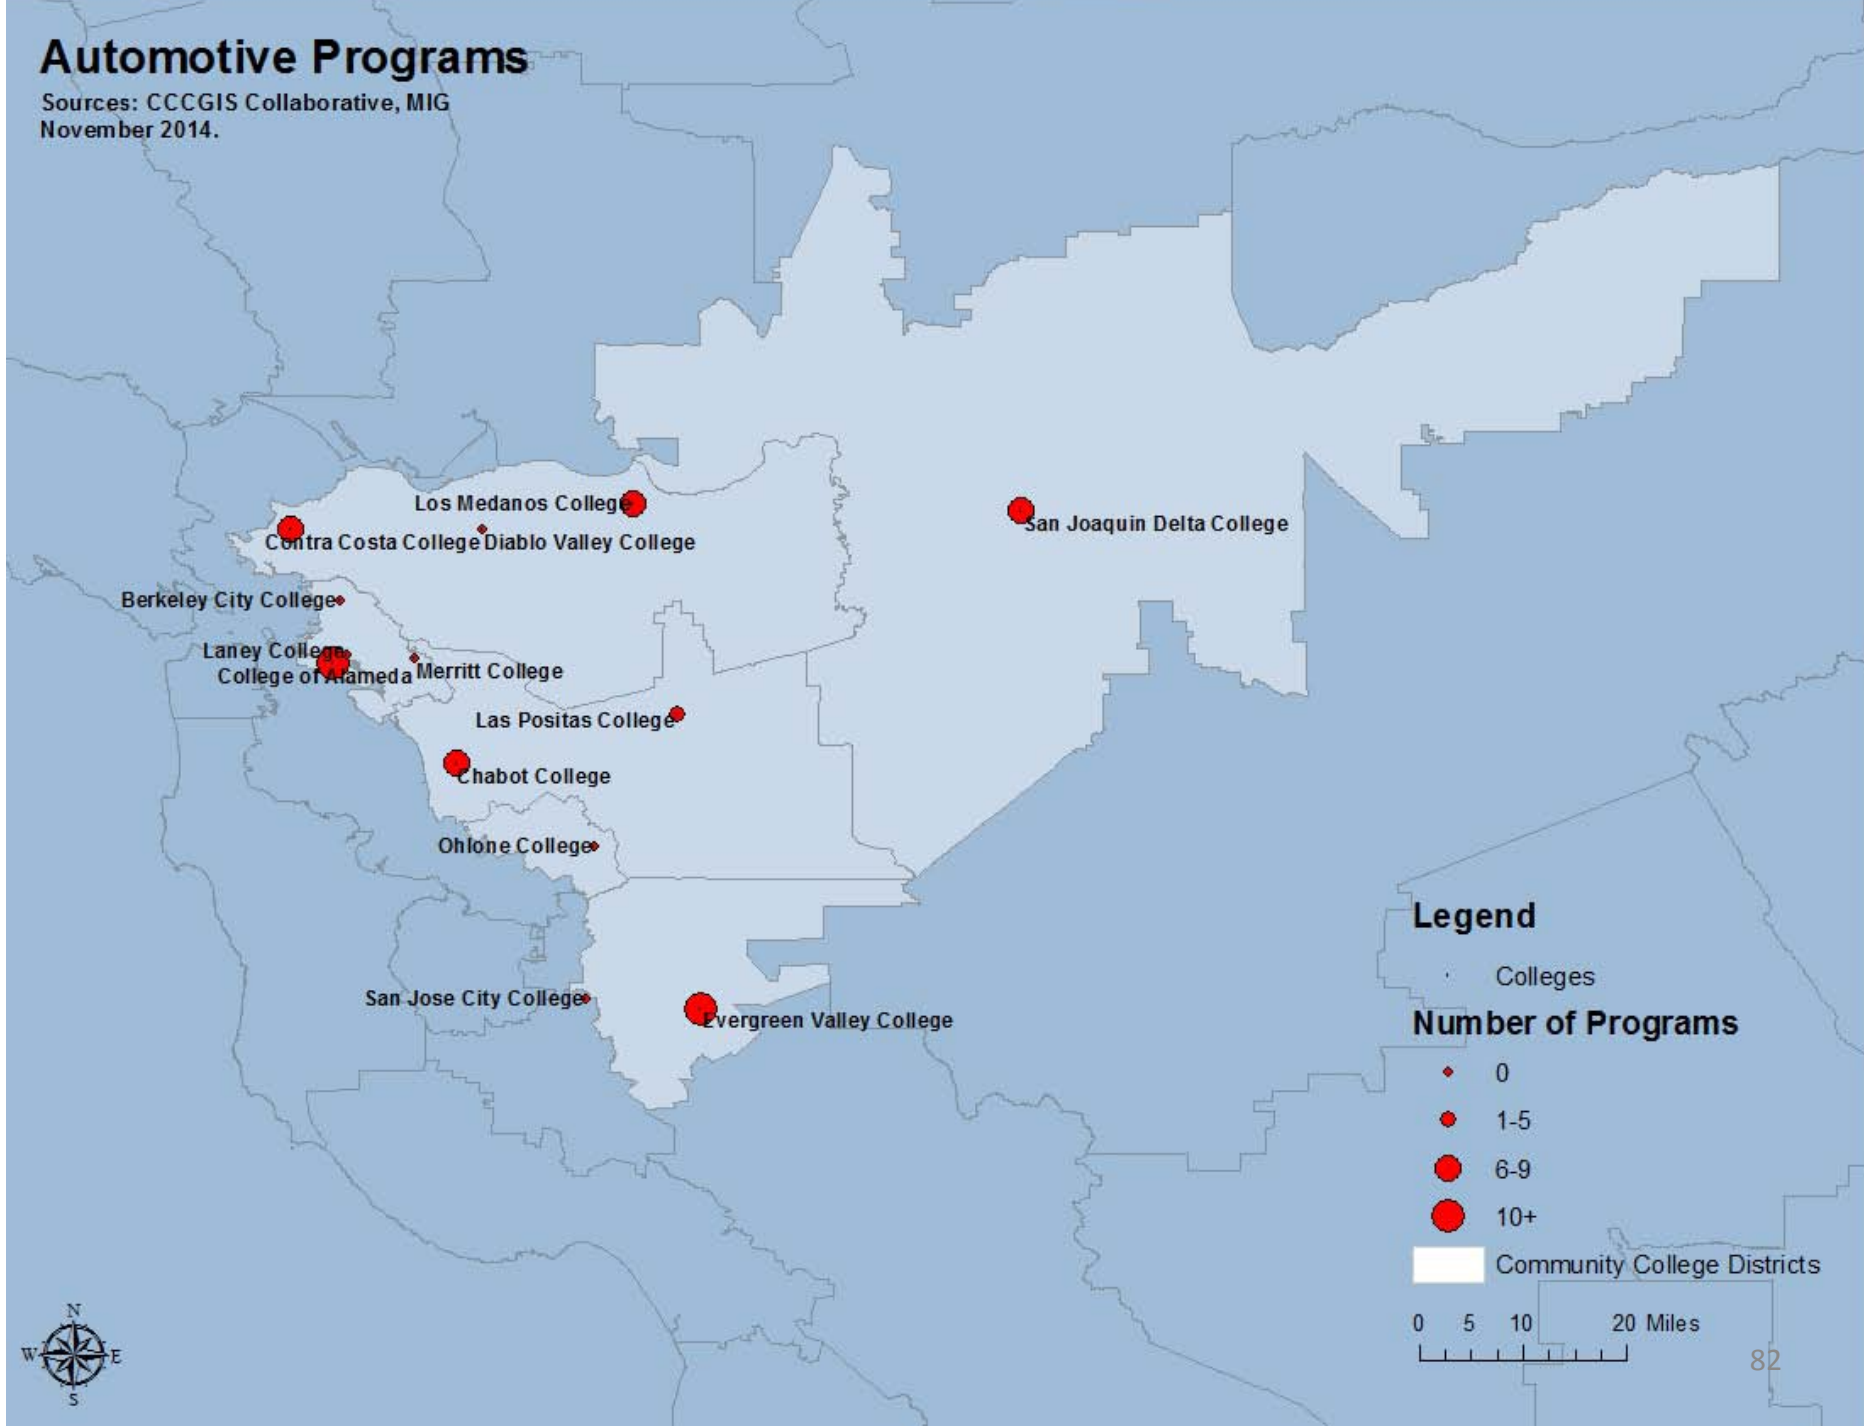 Automotive Programs
Sources: CCCGIS Collaborative, MIG
November 2014.
Los Medanos College
San Joaquin Delta College
Contra Costa College Diablo Valley College
Berkeley City College
Laney College
College of Alameda
Merritt College
Las Positas College
Chabot College
Ohlone College
San Jose City College
Evergreen Valley College
Legend
Colleges
Number of Programs
0
1-5
6-9
10+
Community College Districts
0 5 10 20 Miles
82
N
W E
S